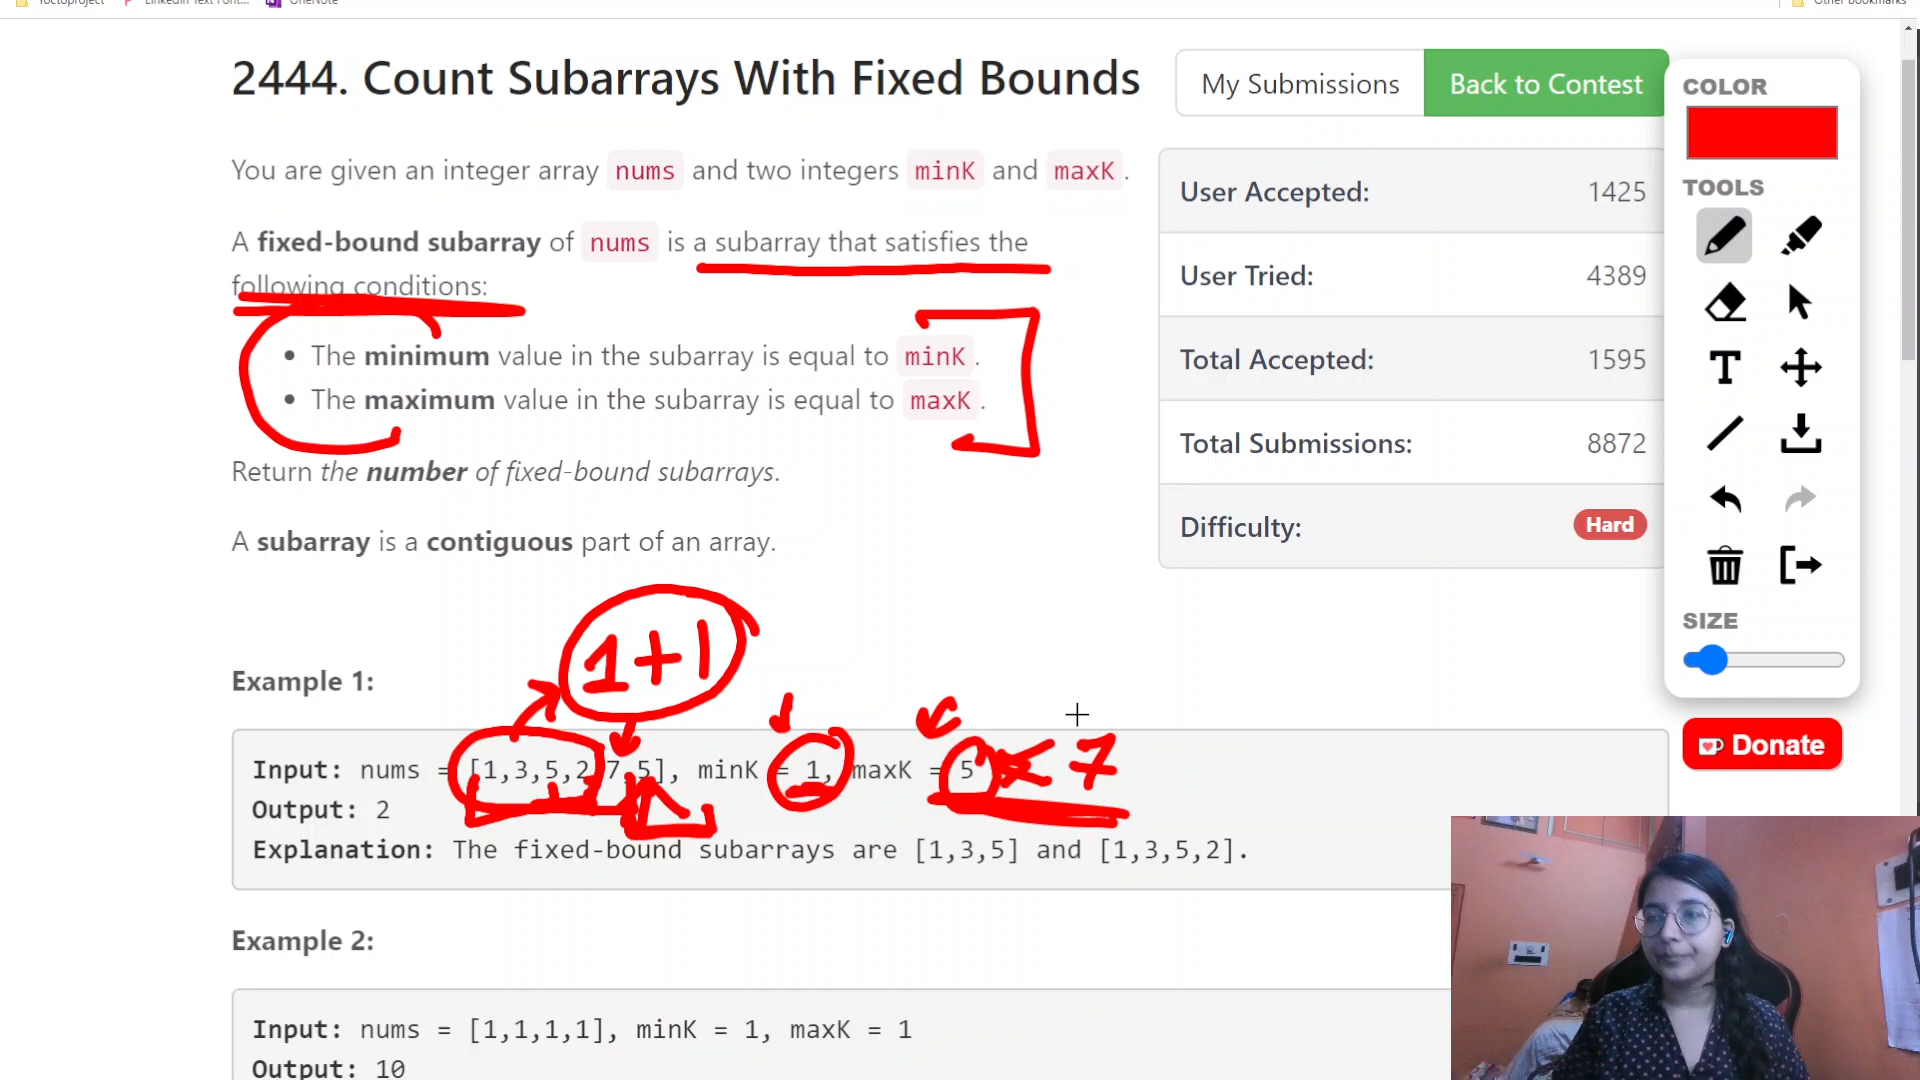 LinkedIn Text Font...
OneNote
Other bookmarks
2444. Count Subarrays With Fixed Bounds
My Submissions
Back to Contest
You are given an integer array nums and two integers minK and maxK.
A fixed-bound subarray of nums is a subarray that satisfies the
following conditions:
• The minimum value in the subarray is equal to minK.
• The maximum value in the subarray is equal to maxK.
Return the number of fixed-bound subarrays.
A subarray is a contiguous part of an array.
User Accepted: 1425
User Tried: 4389
Total Accepted: 1595
Total Submissions: 8872
Difficulty: Hard
COLOR
TOOLS
T
SIZE
Donate
1+1
Example 1:
Input: nums = [1,3,5,2,7,5], minK = 1, maxK = 5 < 7
Output: 2
Explanation: The fixed-bound subarrays are [1,3,5] and [1,3,5,2].
Example 2:
Input: nums = [1,1,1,1], minK = 1, maxK = 1
Output: 10